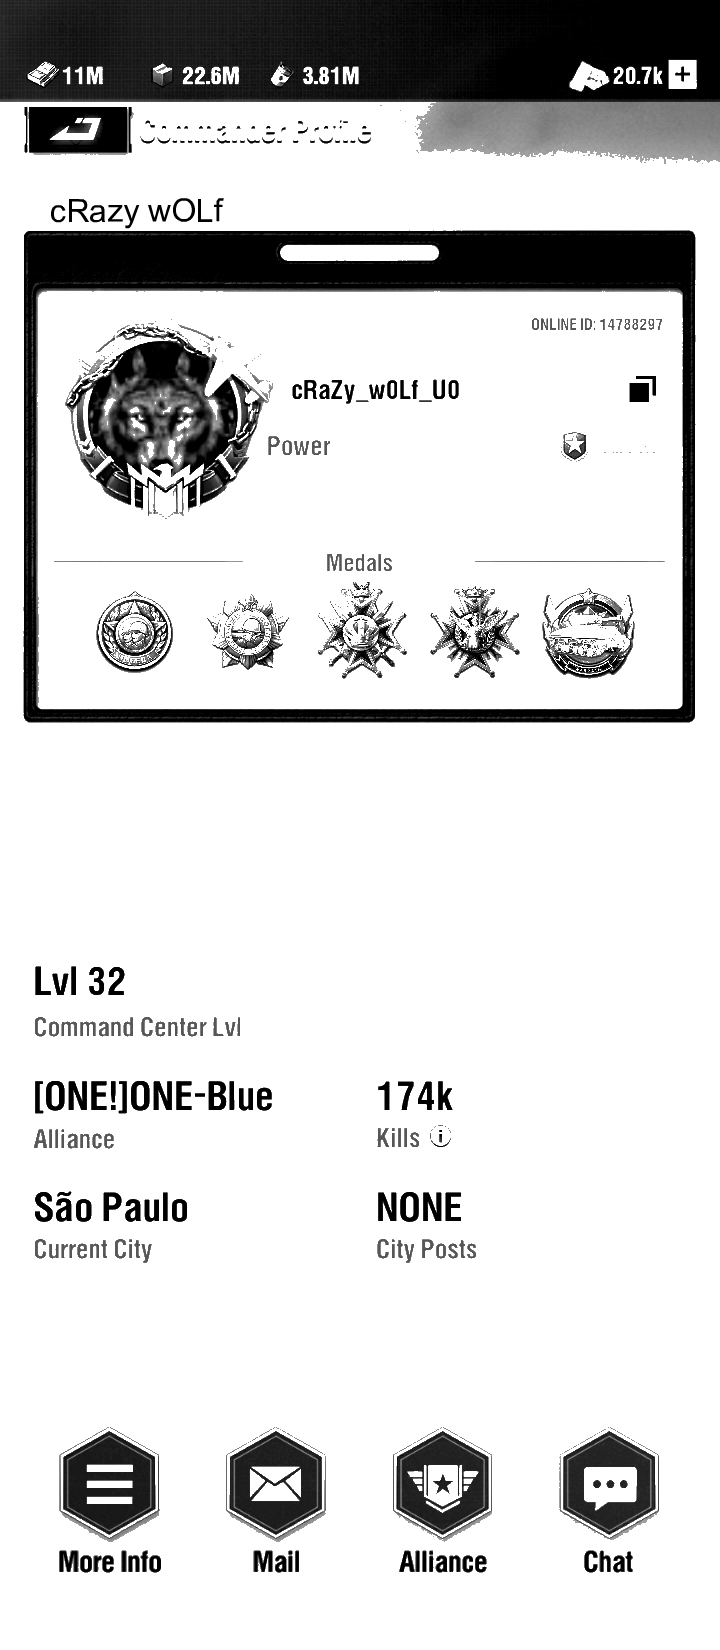 11M 22.6M 3.81M 20.7k
Commander Profile
cRazy wOLf
ONLINE ID: 14788297
cRaZy_wOLf_UO
Power
Medals
Lvl 32
Command Center Lvl
[ONE!]ONE-Blue 174k
Alliance Kills
São Paulo NONE
Current City City Posts
More Info Mail Alliance Chat